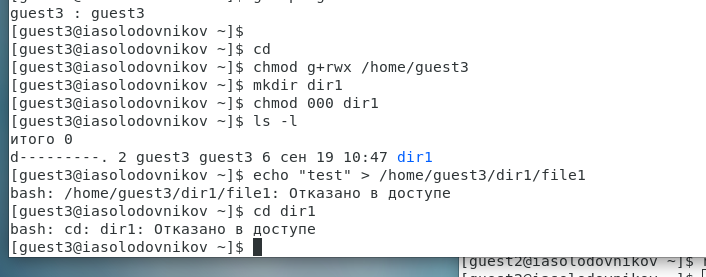 guest3 : guest3
[guest3@iasolodovnikov ~]$
[guest3@iasolodovnikov ~]$ cd
[guest3@iasolodovnikov ~]$ chmod g+rwx /home/guest3
[guest3@iasolodovnikov ~]$ mkdir dir1
[guest3@iasolodovnikov ~]$ chmod 000 dir1
[guest3@iasolodovnikov ~]$ ls -l
итого 0
d---------. 2 guest3 guest3 6 сен 19 10:47 dir1
[guest3@iasolodovnikov ~]$ echo "test" > /home/guest3/dir1/file1
bash: /home/guest3/dir1/file1: Отказано в доступе
[guest3@iasolodovnikov ~]$ cd dir1
bash: cd: dir1: Отказано в доступе
[guest3@iasolodovnikov ~]$
[guest2@iasolodovnikov ~]$